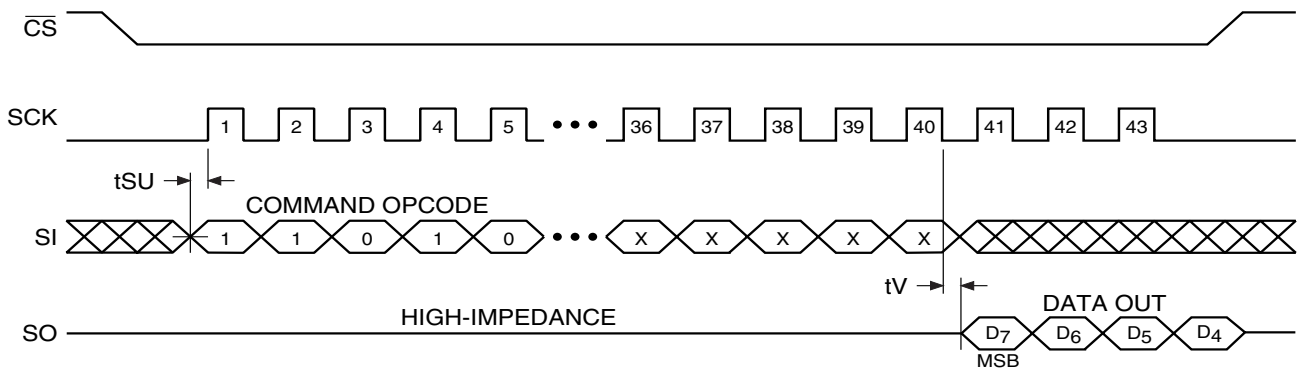 CS
SCK
1 2 3 4 5 ••• 36 37 38 39 40 41 42 43
tSU
COMMAND OPCODE
SI
1 1 0 1 0 ••• X X X X X
tV
HIGH-IMPEDANCE
DATA OUT
SO
D7 D6 D5 D4
MSB